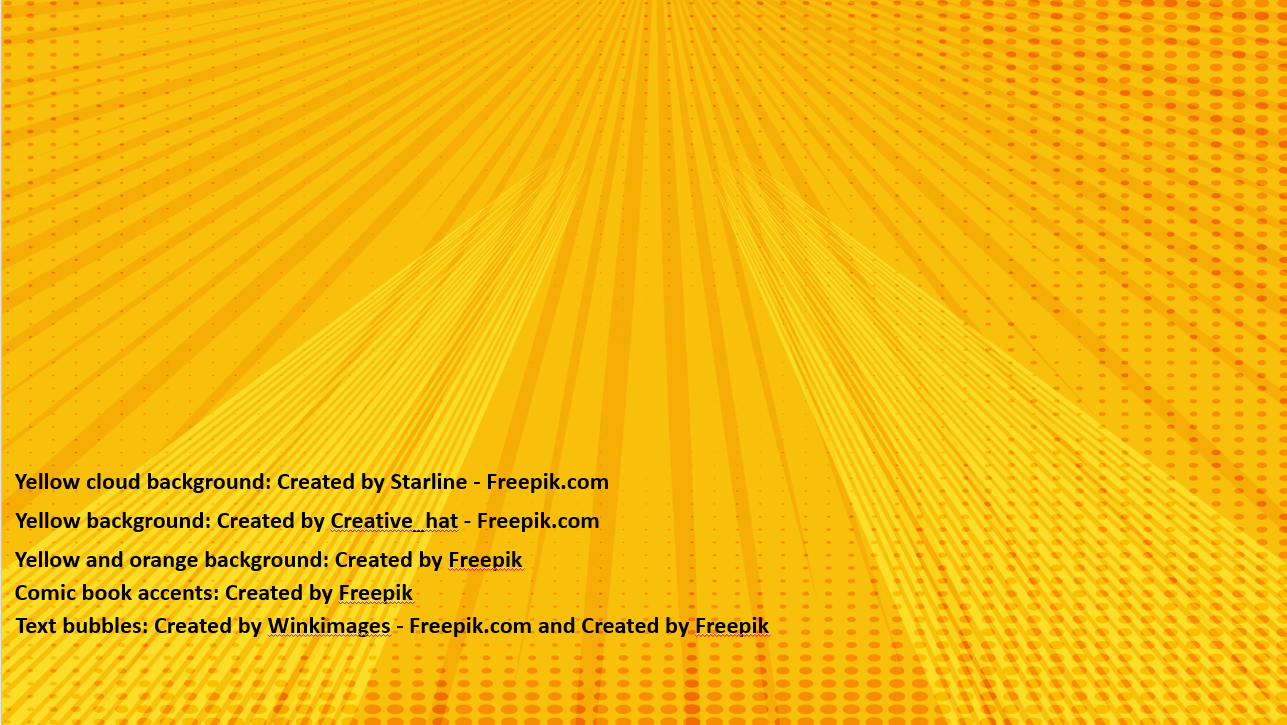 Yellow cloud background: Created by Starline - Freepik.com
Yellow background: Created by Creative_hat - Freepik.com
Yellow and orange background: Created by Freepik
Comic book accents: Created by Freepik
Text bubbles: Created by Winkimages - Freepik.com and Created by Freepik